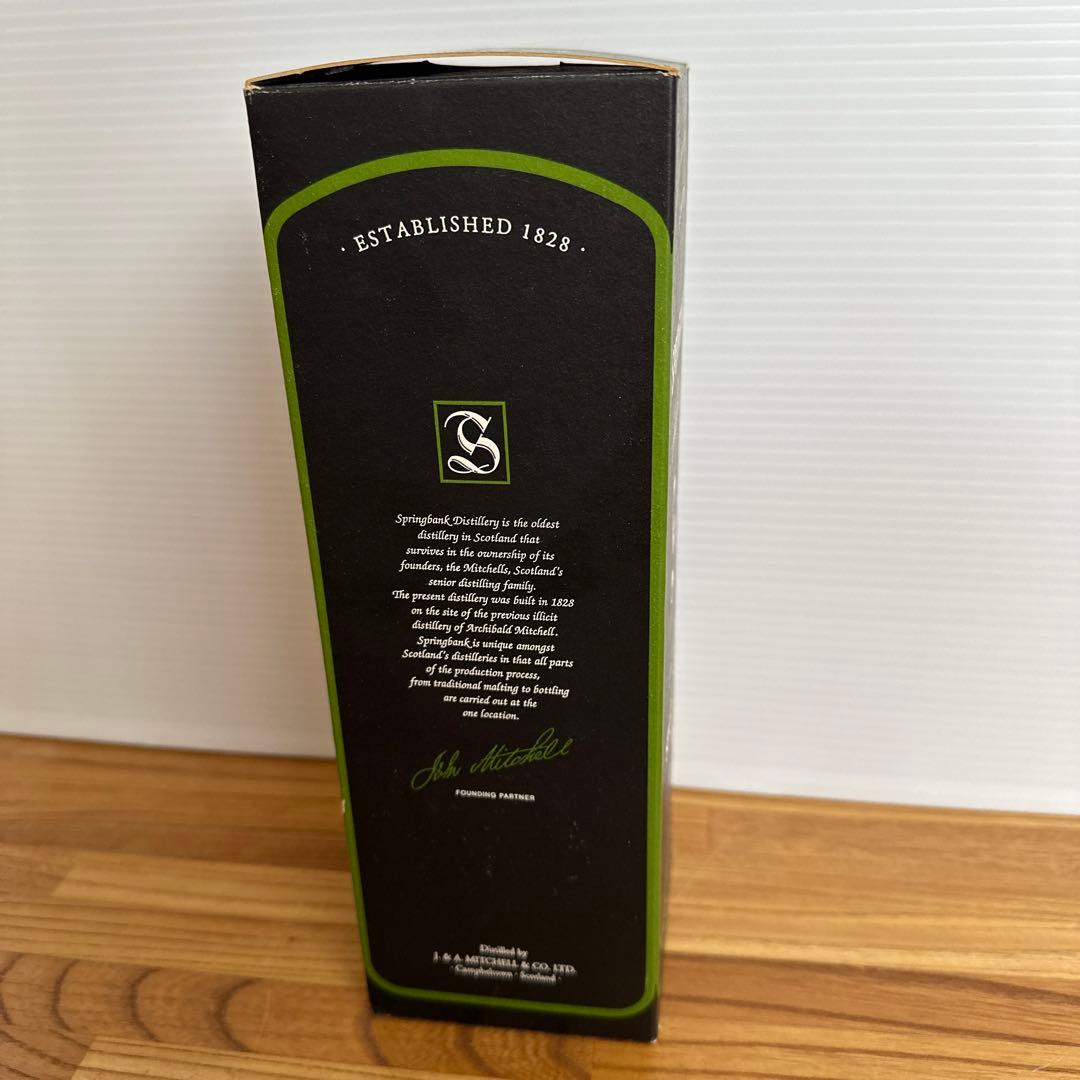 · ESTABLISHED 1828 ·
S
Springbank Distillery is the oldest
distillery in Scotland that
survives in the ownership of its
founders, the Mitchells, Scotland's
senior distilling family.
The present distillery was built in 1828
on the site of the previous illicit
distillery of Archibald Mitchell.
Springbank is unique amongst
Scotland's distilleries in that all parts
of the production process,
from traditional malting to bottling
are carried out at the
one location.
John Mitchell
FOUNDING PARTNER
Distilled by
J. & A. MITCHELL & CO. LTD.
· Campbeltown · Scotland ·